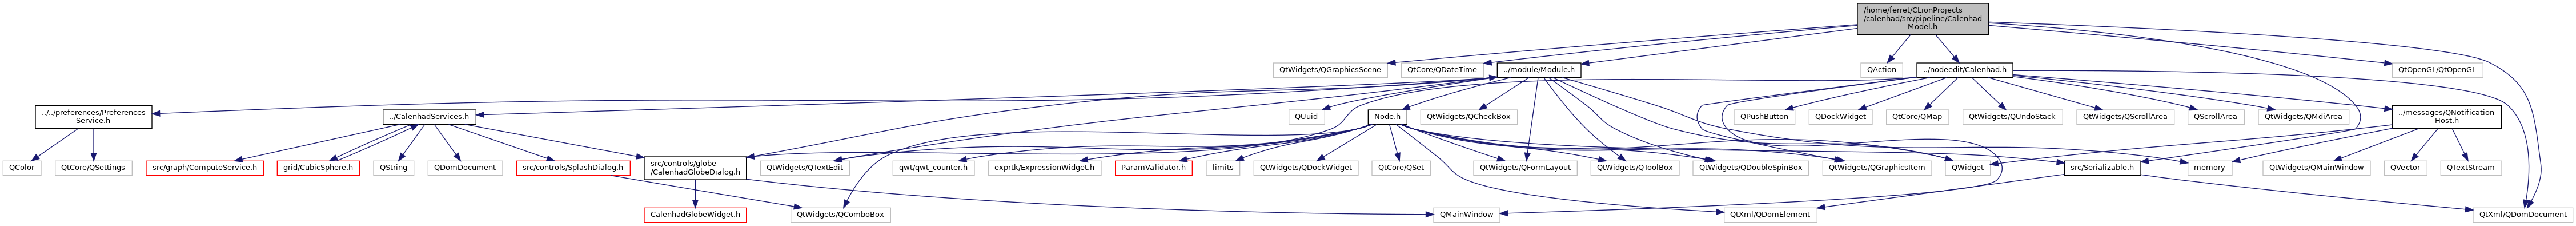 /home/ferret/CLionProjects
/calenhad/src/pipeline/Calenhad
Model.h
QtWidgets/QGraphicsScene
QtCore/QDateTime
../module/Module.h
QAction
../nodeedit/Calenhad.h
QtOpenGL/QtOpenGL
../../preferences/Preferences
Service.h
../CalenhadServices.h
QUuid
QtWidgets/QCheckBox
Node.h
QPushButton
QDockWidget
QtCore/QMap
QtWidgets/QUndoStack
QtWidgets/QScrollArea
QScrollArea
QtWidgets/QMdiArea
../messages/QNotification
Host.h
QColor
QtCore/QSettings
src/graph/ComputeService.h
grid/CubicSphere.h
QString
QDomDocument
src/controls/SplashDialog.h
src/controls/globe
/CalenhadGlobeDialog.h
QtWidgets/QTextEdit
qwt/qwt_counter.h
exprtk/ExpressionWidget.h
ParamValidator.h
limits
QtWidgets/QDockWidget
QtCore/QSet
QtWidgets/QFormLayout
QtWidgets/QToolBox
QtWidgets/QDoubleSpinBox
QtWidgets/QGraphicsItem
QWidget
src/Serializable.h
memory
QtWidgets/QMainWindow
QVector
QTextStream
CalenhadGlobeWidget.h
QtWidgets/QComboBox
QMainWindow
QtXml/QDomElement
QtXml/QDomDocument